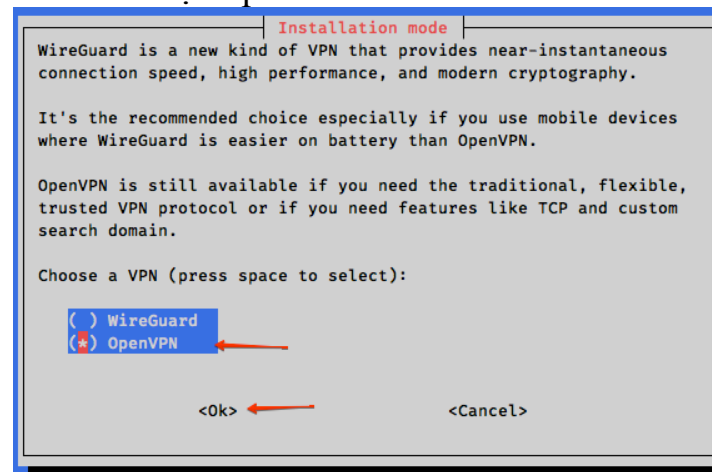 Installation mode
WireGuard is a new kind of VPN that provides near-instantaneous
connection speed, high performance, and modern cryptography.
It's the recommended choice especially if you use mobile devices
where WireGuard is easier on battery than OpenVPN.
OpenVPN is still available if you need the traditional, flexible,
trusted VPN protocol or if you need features like TCP and custom
search domain.
Choose a VPN (press space to select):
( ) WireGuard
(*) OpenVPN
<Ok> <Cancel>